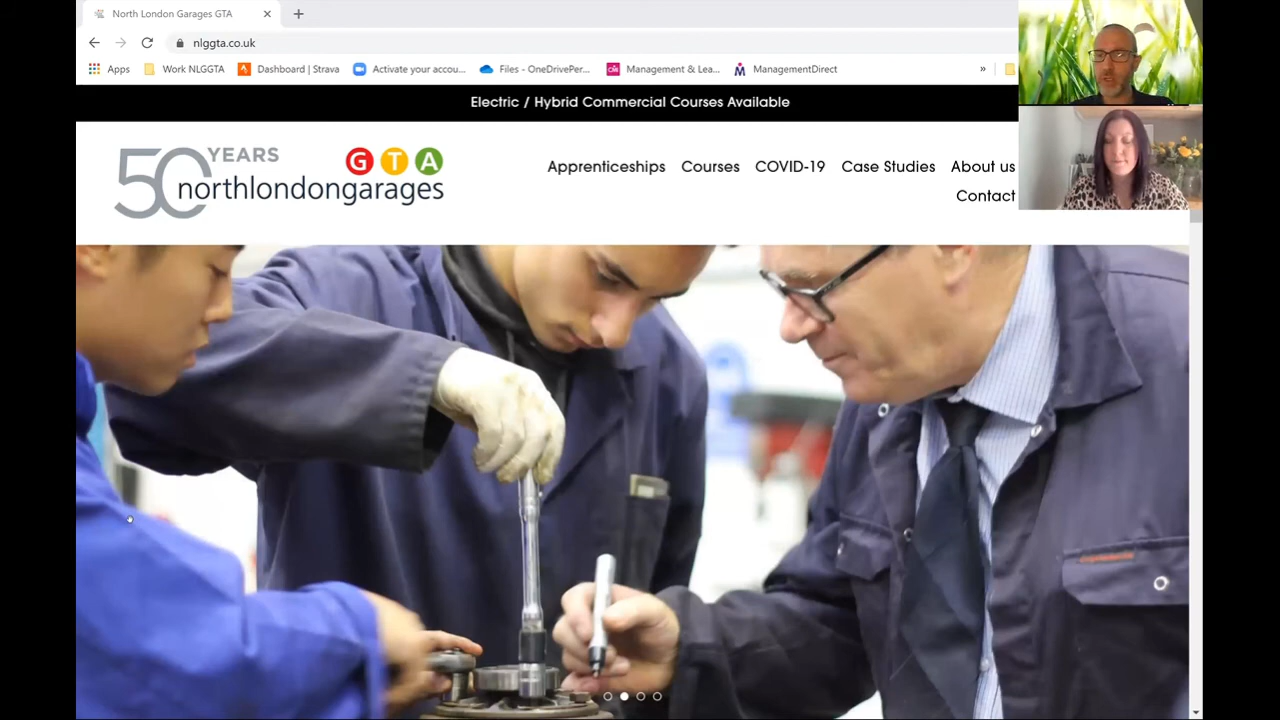 North London Garages GTA
nlggta.co.uk
Apps Work NLGGTA Dashboard | Strava Activate your accou... Files - OneDrivePer... Management & Lea... ManagementDirect »
Electric / Hybrid Commercial Courses Available
50 YEARS G T A
northlondongarages
Apprenticeships Courses COVID-19 Case Studies About us
Contact